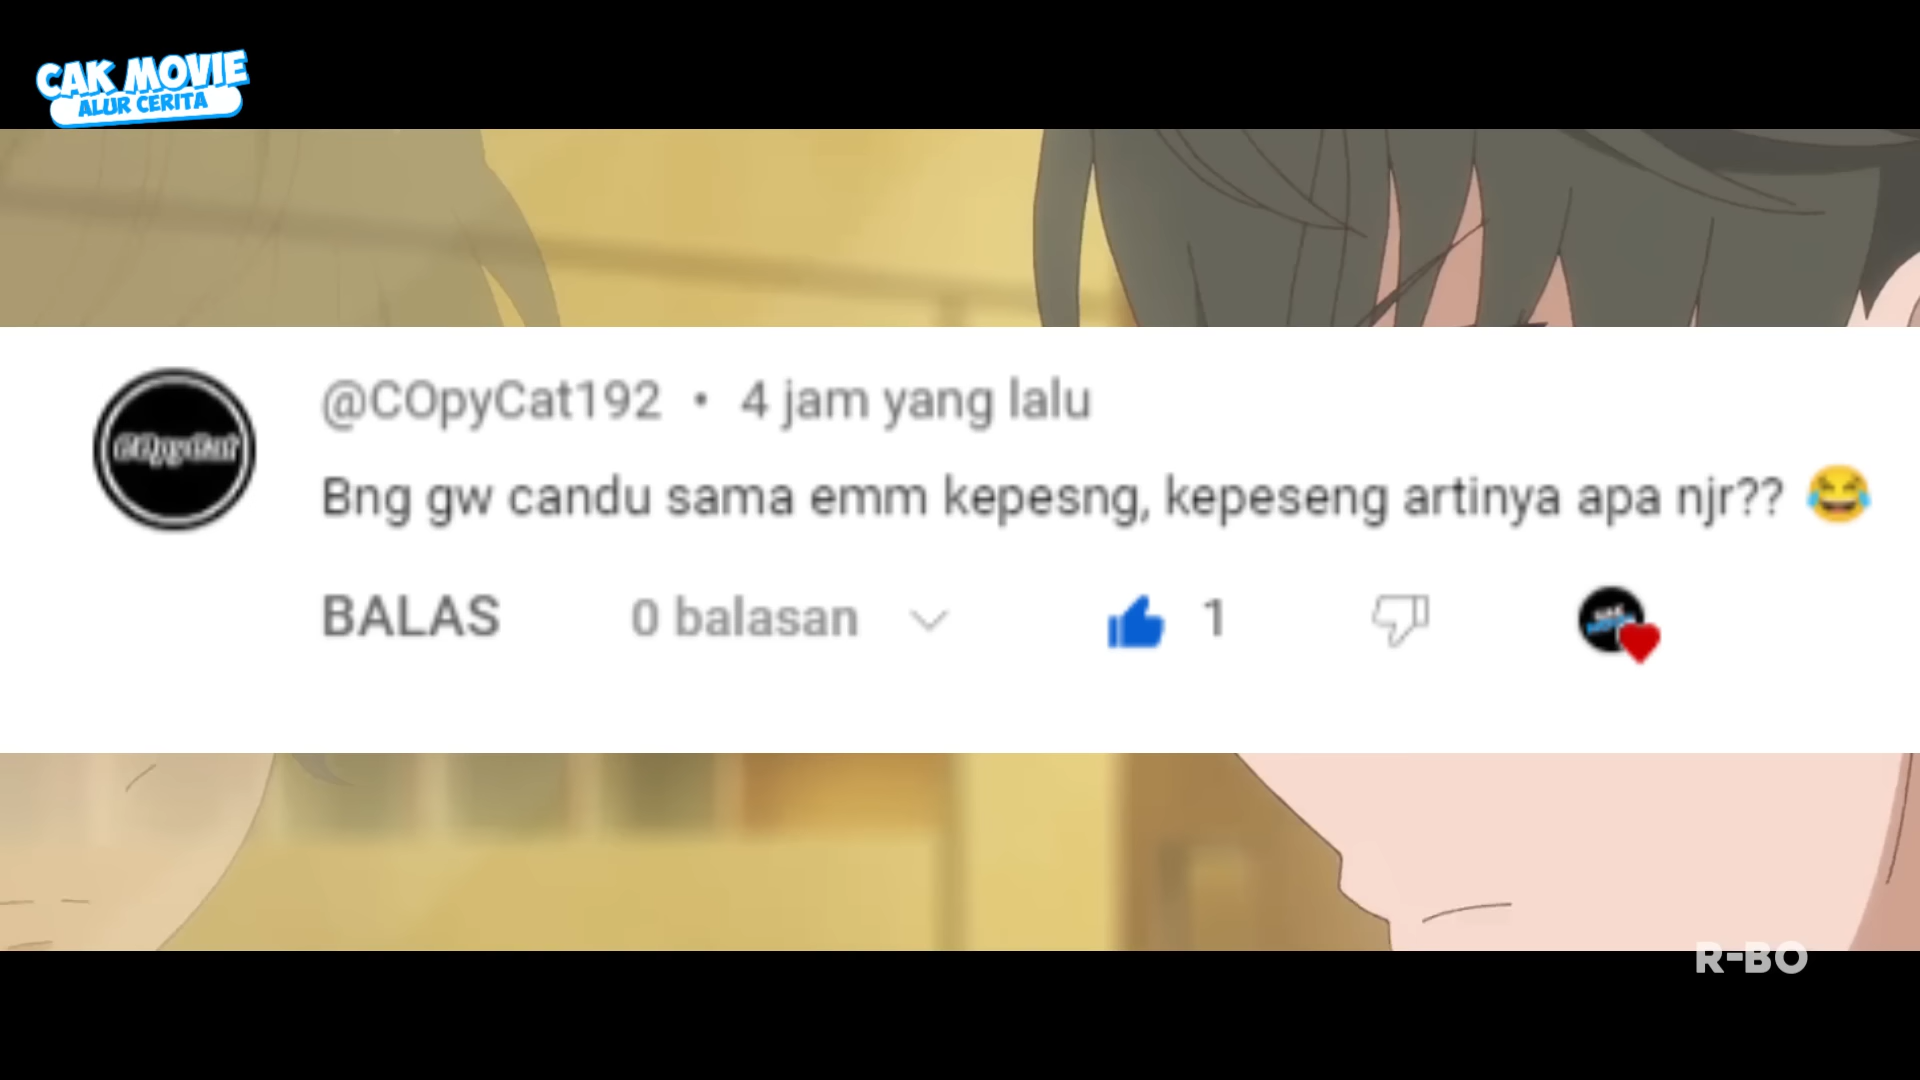 CAK MOVIE
ALUR CERITA
@COpyCat192 • 4 jam yang lalu
Bng gw candu sama emm kepesng, kepeseng artinya apa njr?? 😆
BALAS 0 balasan 1
R-BO